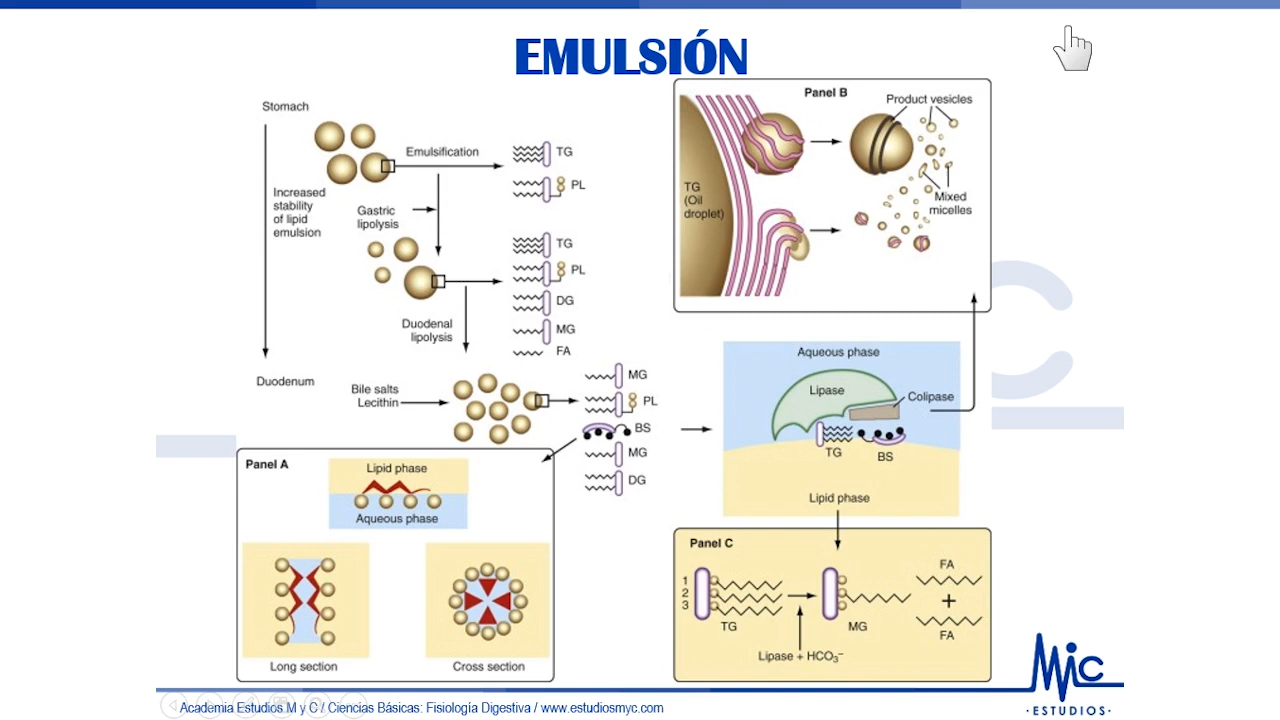 EMULSIÓN
Stomach
Emulsification
TG
PL
Increased
stability
of lipid
emulsion
Gastric
lipolysis
TG
PL
DG
MG
FA
Duodenal
lipolysis
Duodenum
Bile salts
Lecithin
MG
PL
BS
MG
DG
Panel A
Lipid phase
Aqueous phase
Long section
Cross section
Panel B
Product vesicles
TG
(Oil
droplet)
Mixed
micelles
Aqueous phase
Lipase
Colipase
TG
BS
Lipid phase
Panel C
1
2
3
TG
MG
FA
+
FA
Lipase + HCO₃⁻
MyC
·ESTUDIOS·
Academia Estudios M y C / Ciencias Básicas: Fisiología Digestiva / www.estudiosmyc.com